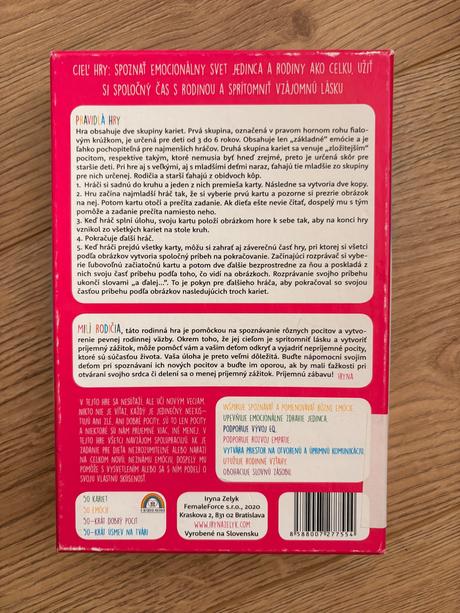 CIEĽ HRY: SPOZNAŤ EMOCIONÁLNY SVET JEDINCA A RODINY AKO CELKU, UŽIŤ
SI SPOLOČNÝ ČAS S RODINOU A SPRÍTOMNIŤ VZÁJOMNÚ LÁSKU
PRAVIDLÁ HRY
Hra obsahuje dve skupiny kariet. Prvá skupina, označená v pravom hornom rohu fialo-
vým krúžkom, je určená pre deti od 3 do 6 rokov. Obsahuje len „základné" emócie a je
ľahko pochopiteľná pre najmenších hráčov. Druhá skupina kariet sa venuje „zložitejším"
pocitom, respektíve takým, ktoré nemusia byť hneď zrejmé, preto je určená skôr pre
staršie deti. Pri hre aj s veľkými, aj s mladšími deťmi naraz, ťahajú tie mladšie zo skupiny
pre nich určenej. Rodičia a starší ťahajú z obidvoch kôp.
1. Hráči si sadnú do kruhu a jeden z nich premieša karty. Následne sa vytvoria dve kopy.
2. Hru začína najmladší hráč tak, že si vyberie prvú kartu a pozorne si prezrie obrázok
na nej. Potom kartu otočí a prečíta zadanie. Ak dieťa ešte nevie čítať, dospelý mu s tým
pomôže a zadanie prečíta namiesto neho.
3. Keď hráč splní úlohu, svoju kartu položí obrázkom hore k sebe tak, aby na konci hry
vznikol zo všetkých kariet na stole kruh.
4. Pokračuje ďalší hráč.
5. Keď hráči prejdú všetky karty, môžu si zahrať aj záverečnú časť hry, pri ktorej si všetci
podľa obrázkov vytvoria spoločný príbeh na pokračovanie. Začínajúci rozprávač si vybe-
rie ľubovoľnú začiatočnú kartu a potom dve ďalšie bezprostredne za ňou a poskladá z
nich svoju časť príbehu podľa toho, čo vidí na obrázkoch. Rozprávanie svojho príbehu
ukončí slovami „a ďalej...". To je pokyn pre ďalšieho hráča, aby pokračoval so svojou
časťou príbehu podľa obrázkov nasledujúcich troch kariet.
MILÍ RODIČIA, táto rodinná hra je pomôckou na spoznávanie rôznych pocitov a vytvo-
renie pevnej rodinnej väzby. Okrem toho, že jej cieľom je sprítomniť lásku a vytvoriť
príjemný zážitok, môže pomôcť vám a vašim deťom odkryť a vyjadriť nepríjemné pocity,
ktoré sú súčasťou života. Vaša úloha je preto veľmi dôležitá. Buďte nápomocní svojim
deťom pri spoznávaní ich nových pocitov a buďte im oporou, ak by mali ťažkosti pri
otváraní svojho srdca či delení sa o menej príjemný zážitok. Príjemnú zábavu! IRYNA
V TEJTO HRE SA NESÚŤAŽÍ, ALE UČÍ NOVÝM VECIAM.
NIKTO NIE JE VÍŤAZ, KAŽDÝ JE JEDINEČNÝ. NEEXIS-
TUJÚ ANI ZLÉ, ANI DOBRÉ POCITY. SÚ TO LEN POCITY
A NIEKTORÉ SÚ NÁM PRÍJEMNÉ VIAC, INÉ MENEJ. V
TEJTO HRE VŠETCI NAVZÁJOM SPOLUPRACUJÚ. AK JE
ZADANIE PRE DIEŤA NEZROZUMITEĽNÉ ALEBO NARAZÍ
NA CELKOM NOVÚ, NEZNÁMU EMÓCIU, DOSPELÝ MU
POMÔŽE S VYSVETLENÍM ALEBO SA S NÍM PODELÍ O
SVOJU VLASTNÚ SKÚSENOSŤ.
INŠPIRUJE SPOZNÁVAŤ A POMENOVÁVAŤ RÔZNE EMÓCIE,
UPEVŇUJE EMOCIONÁLNE ZDRAVIE JEDINCA,
PODPORUJE VÝVOJ EQ,
PODPORUJE ROZVOJ EMPATIE,
VYTVÁRA PRIESTOR NA OTVORENÚ A ÚPRIMNÚ KOMUNIKÁCIU,
UTUŽUJE RODINNÉ VZŤAHY,
OBOHACUJE SLOVNÚ ZÁSOBU.
50 KARIET
50 EMÓCIÍ
50-KRÁT DOBRÝ POCIT
50-KRÁT ÚSMEV NA TVÁRI
Iryna Zelyk
FemaleForce s.r.o., 2020
Kraskova 2, 831 02 Bratislava
WWW.IRYNAZELYK.COM
Vyrobené na Slovensku
8 588007 277554